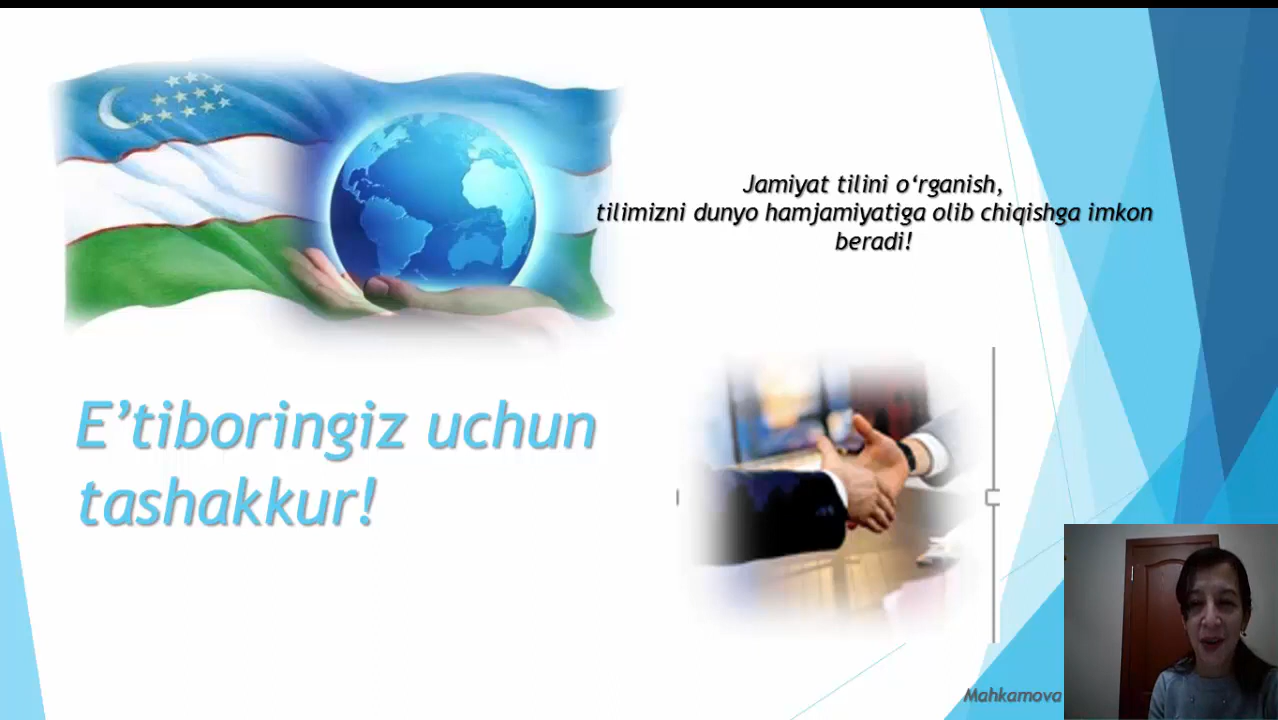 Jamiyat tilini o‘rganish,
tilimizni dunyo hamjamiyatiga olib chiqishga imkon
beradi!
E’tiboringiz uchun
tashakkur!
Mahkamova